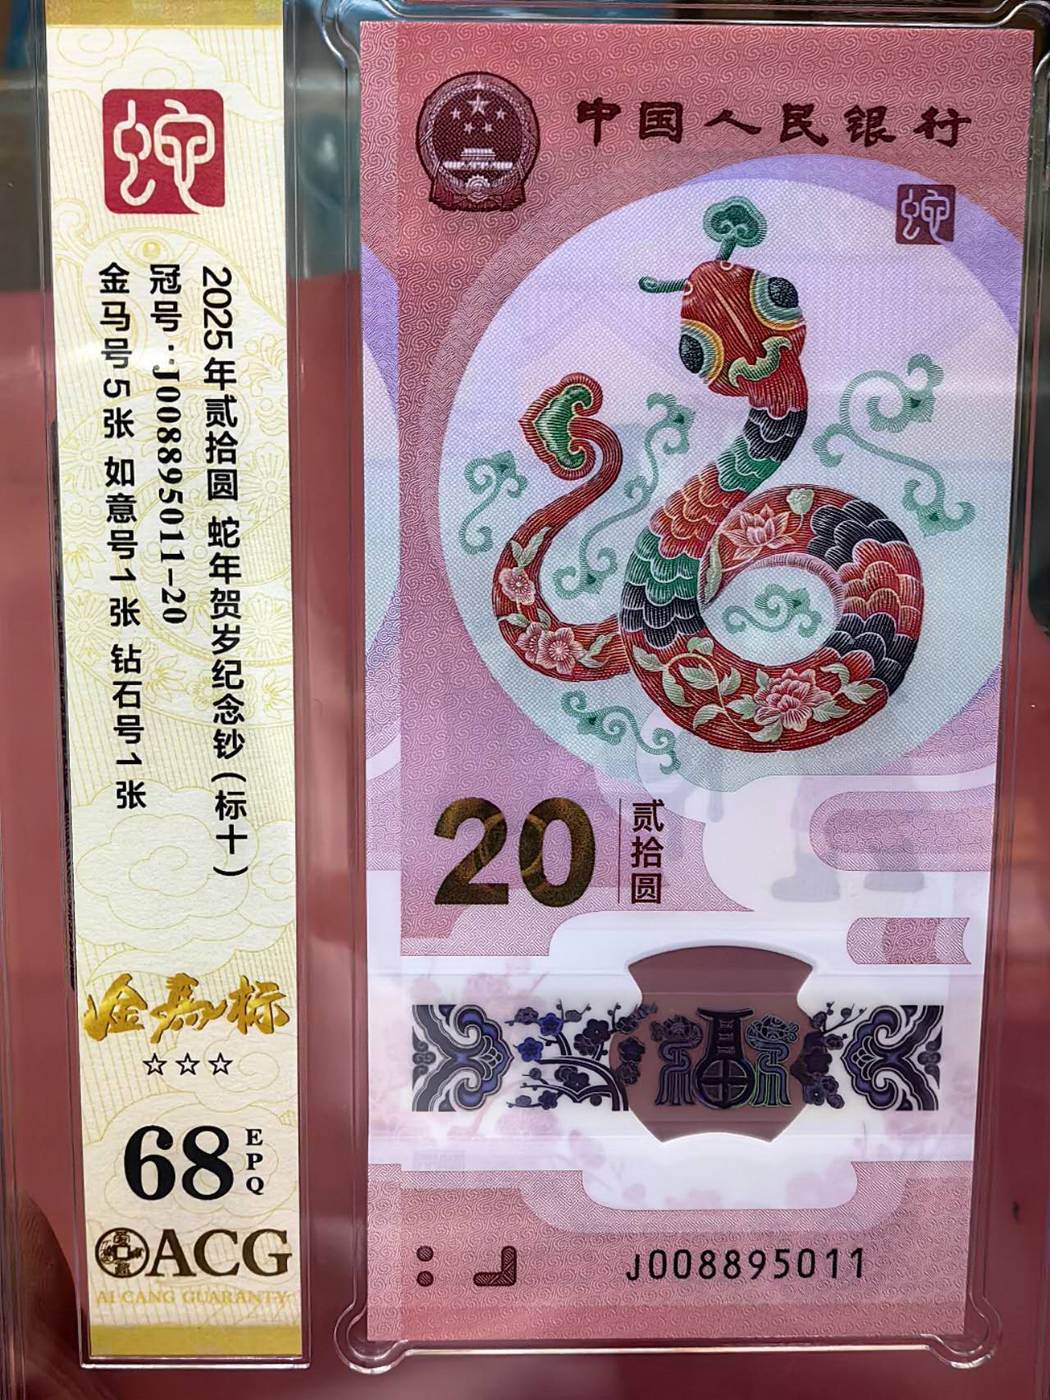 蛇
2025年贰拾圆 蛇年贺岁纪念钞（标十）
冠号：J008895011-20
金马号5张 如意号1张 钻石号1张
金马标
☆☆☆
68 EPQ
ACG
AI CANG GUARANTY
中国人民银行
蛇
20 贰拾圆
J008895011